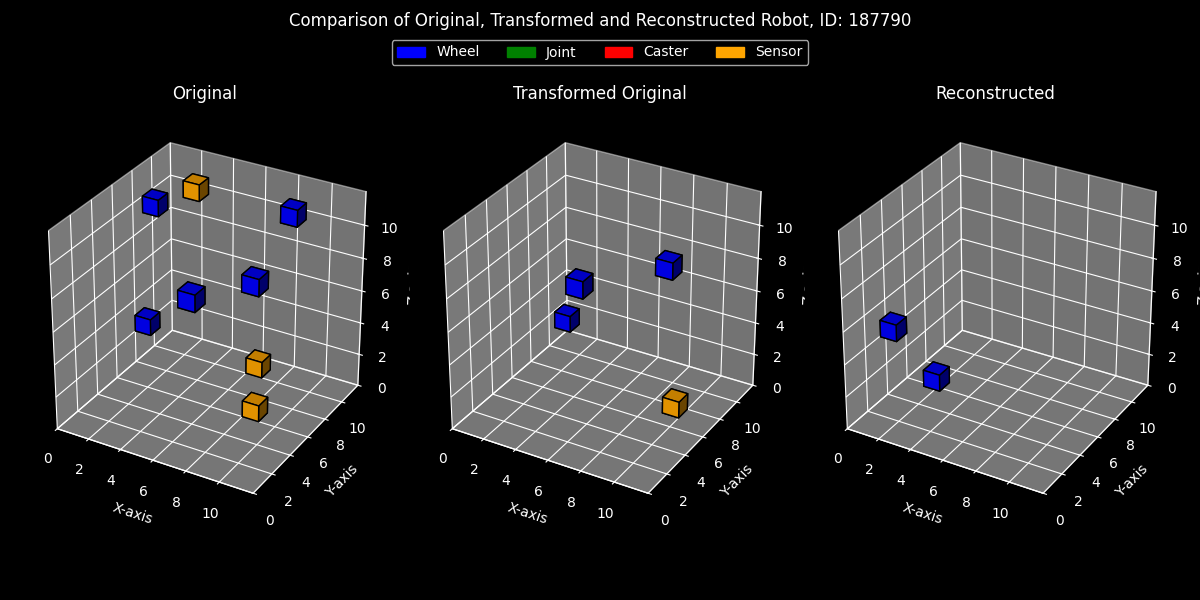 Comparison of Original, Transformed and Reconstructed Robot, ID: 187790
Wheel Joint Caster Sensor
Original Transformed Original Reconstructed
10 10 10
8 8 8
6 6 6
4 4 4
2 2 2
0 0 0
0 2 4 6 8 10 X-axis 0 2 4 6 8 10 Y-axis
0 2 4 6 8 10 X-axis 0 2 4 6 8 10 Y-axis
0 2 4 6 8 10 X-axis 0 2 4 6 8 10 Y-axis